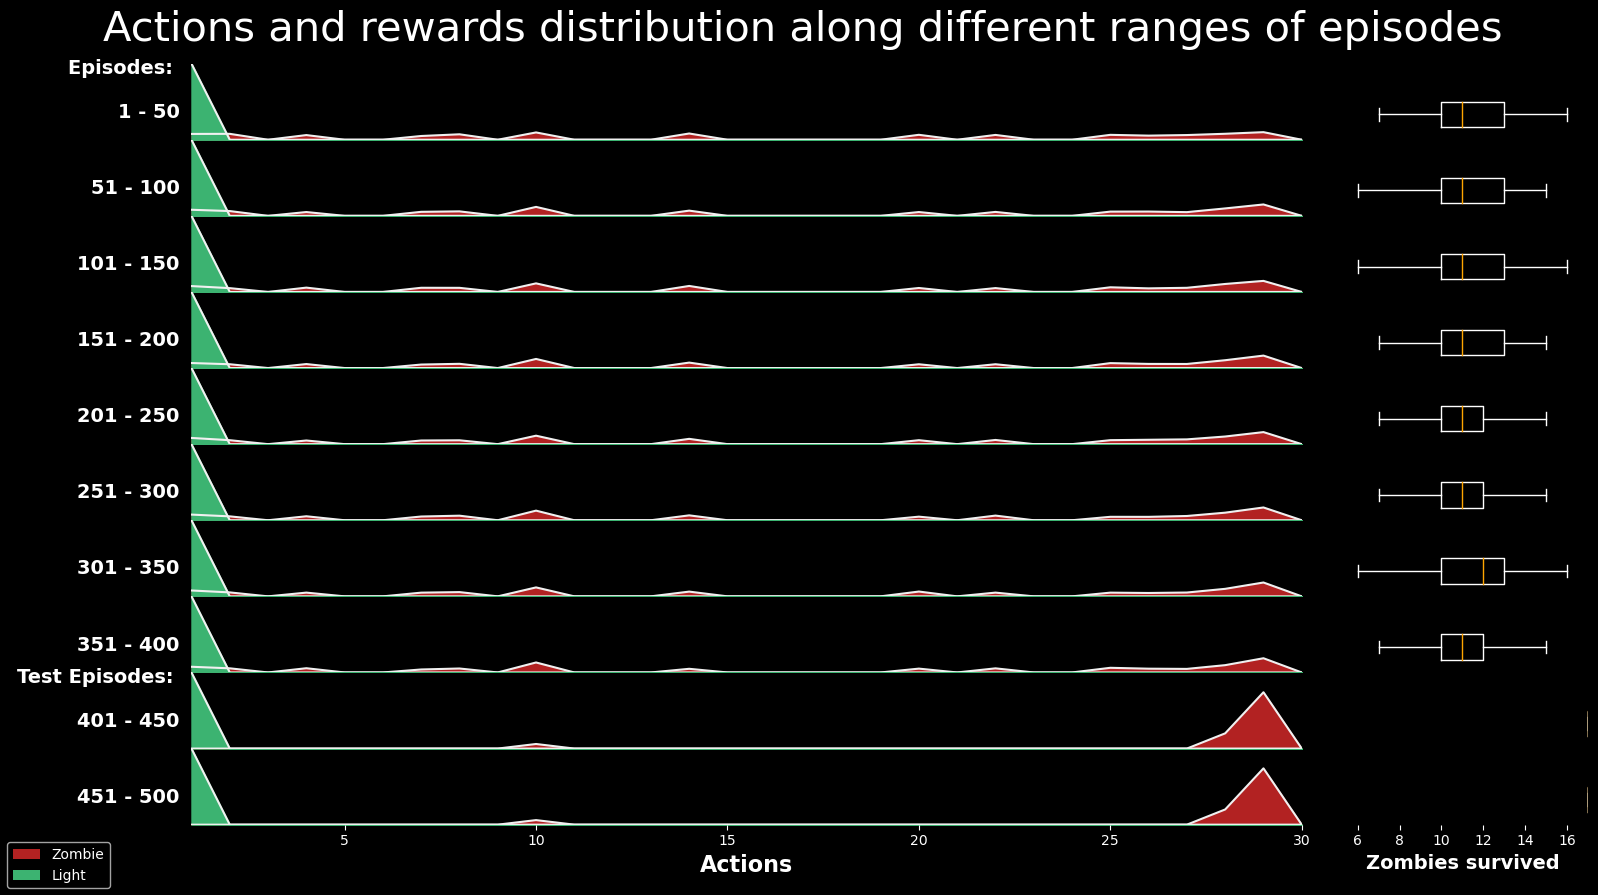 Actions and rewards distribution along different ranges of episodes
Episodes:
1 - 50
51 - 100
101 - 150
151 - 200
201 - 250
251 - 300
301 - 350
351 - 400
Test Episodes:
401 - 450
451 - 500
5 10 15 20 25 30
Actions
6 8 10 12 14 16
Zombies survived
Zombie
Light